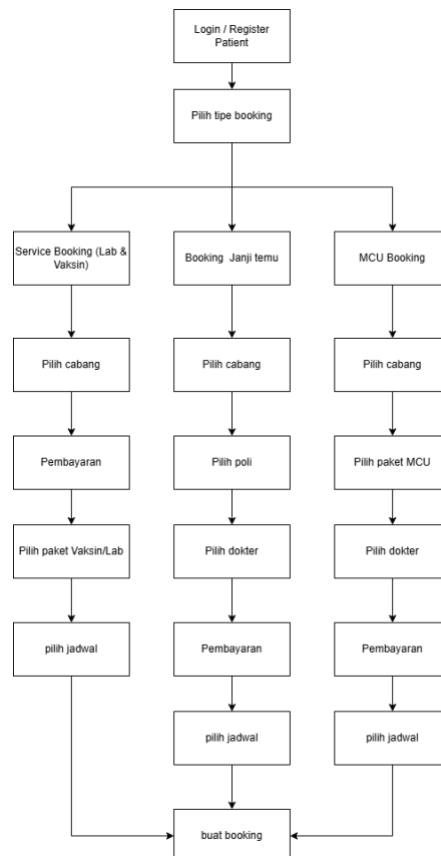 Login / Register
Patient
Pilih tipe booking
Service Booking (Lab &
Vaksin)
Booking Janji temu
MCU Booking
Pilih cabang
Pilih cabang
Pilih cabang
Pembayaran
Pilih poli
Pilih paket MCU
Pilih paket Vaksin/Lab
Pilih dokter
Pilih dokter
pilih jadwal
Pembayaran
Pembayaran
pilih jadwal
pilih jadwal
buat booking